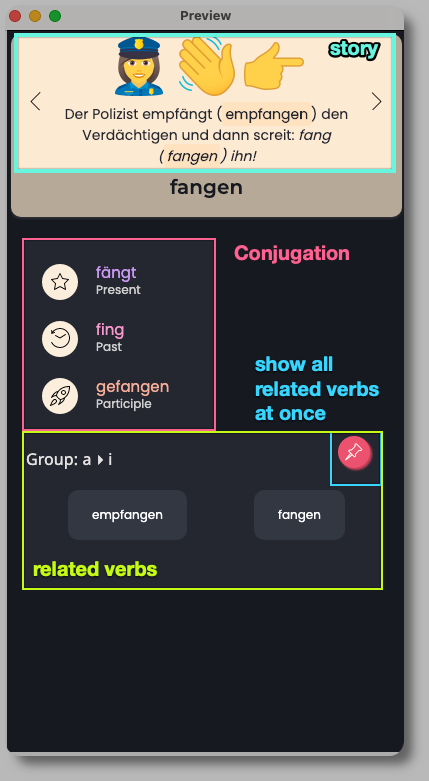 Preview
story
Der Polizist empfängt ( empfangen ) den
Verdächtigen und dann screit: fang
( fangen ) ihn!
fangen
Conjugation
fängt
Present
fing
Past
gefangen
Participle
show all
related verbs
at once
Group: a ▸ i
empfangen
fangen
related verbs